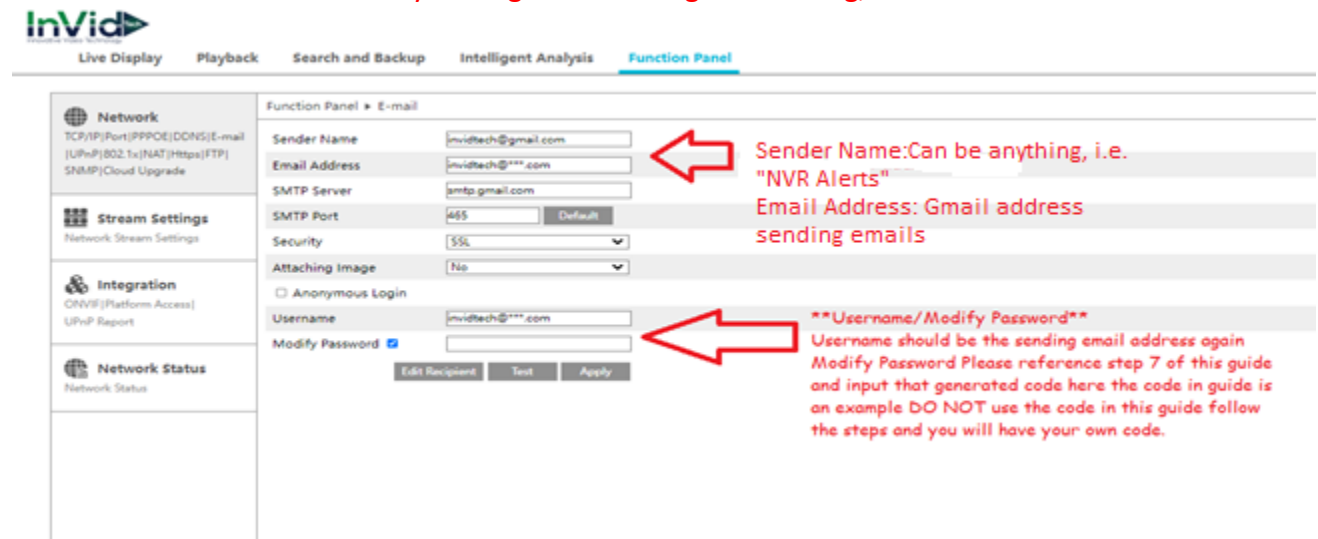 InVid Tech
Innovative Video Technology
Live Display Playback Search and Backup Intelligent Analysis Function Panel
Network
TCP/IP|Port|PPPOE|DDNS|E-mail
|UPnP|802.1x|NAT|Https|FTP|
SNMP|Cloud Upgrade
Stream Settings
Network Stream Settings
Integration
ONVIF|Platform Access|
UPnP Report
Network Status
Network Status
Function Panel ▸ E-mail
Sender Name invidtech@gmail.com
Email Address invidtech@***.com
SMTP Server smtp.gmail.com
SMTP Port 465 Default
Security SSL
Attaching Image No
Anonymous Login
Username invidtech@***.com
Modify Password
Edit Recipient Test Apply
Sender Name:Can be anything, i.e.
"NVR Alerts"
Email Address: Gmail address
sending emails
**Username/Modify Password**
Username should be the sending email address again
Modify Password Please reference step 7 of this guide
and input that generated code here the code in guide is
an example DO NOT use the code in this guide follow
the steps and you will have your own code.